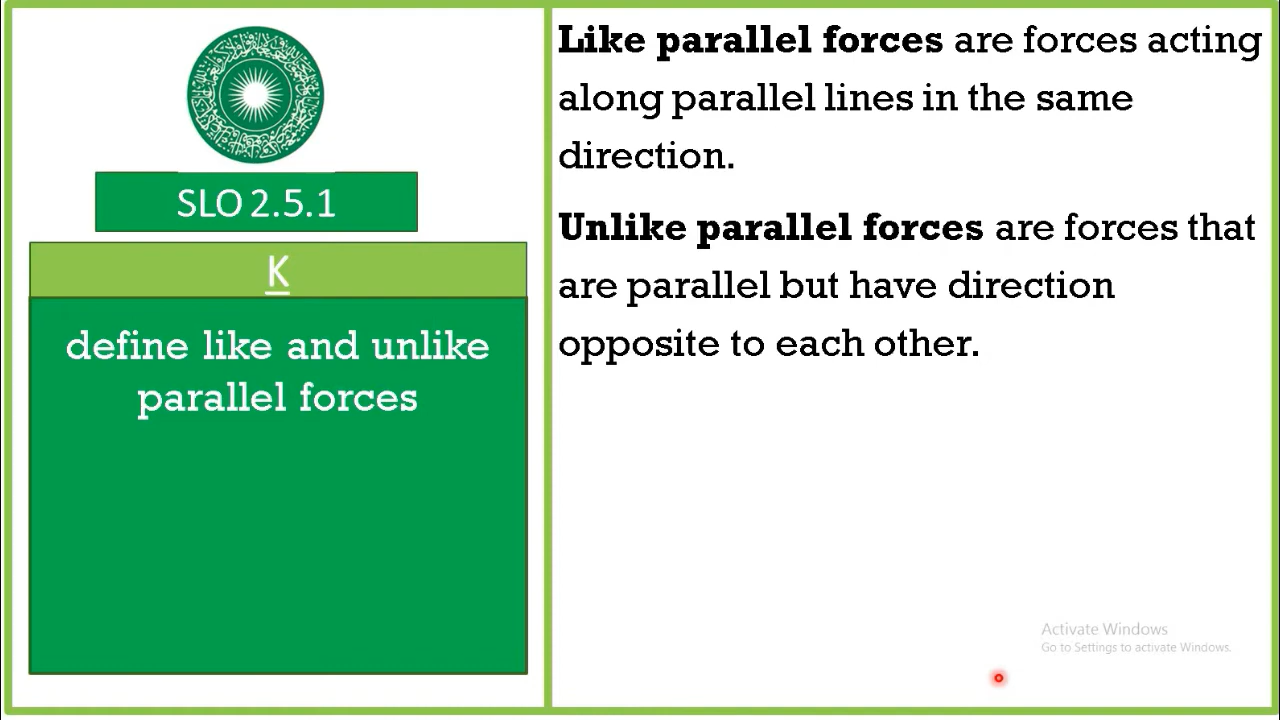 SLO 2.5.1
K
define like and unlike
parallel forces
Like parallel forces are forces acting
along parallel lines in the same
direction.
Unlike parallel forces are forces that
are parallel but have direction
opposite to each other.
Activate Windows
Go to Settings to activate Windows.